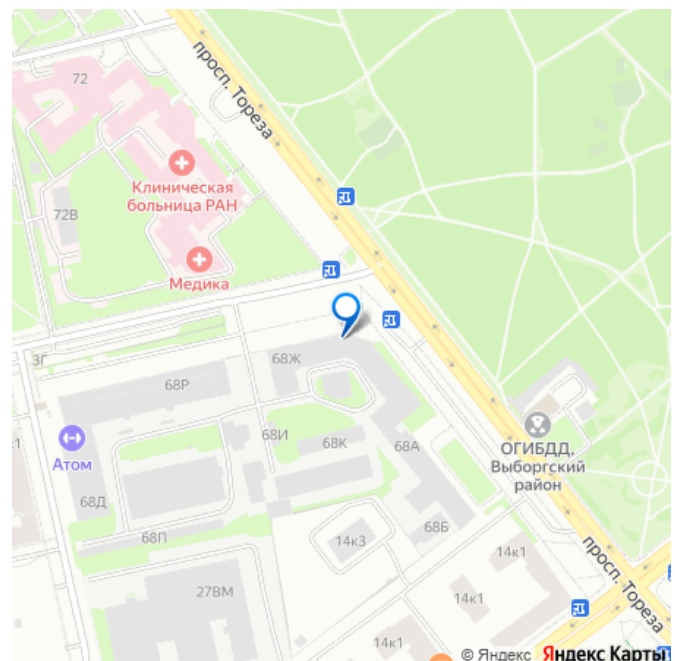 просп. Тореза
72
Клиническая
больница РАН
72В
Медика
3Г
68Ж
68Р
к1
Атом
68И
68К
68А
ОГИБДД,
Выборгский
район
68Д
68П
14к3
68Б
просп. Тореза
27ВМ
14к1
14к1
14к1
© Яндекс Яндекс Карты